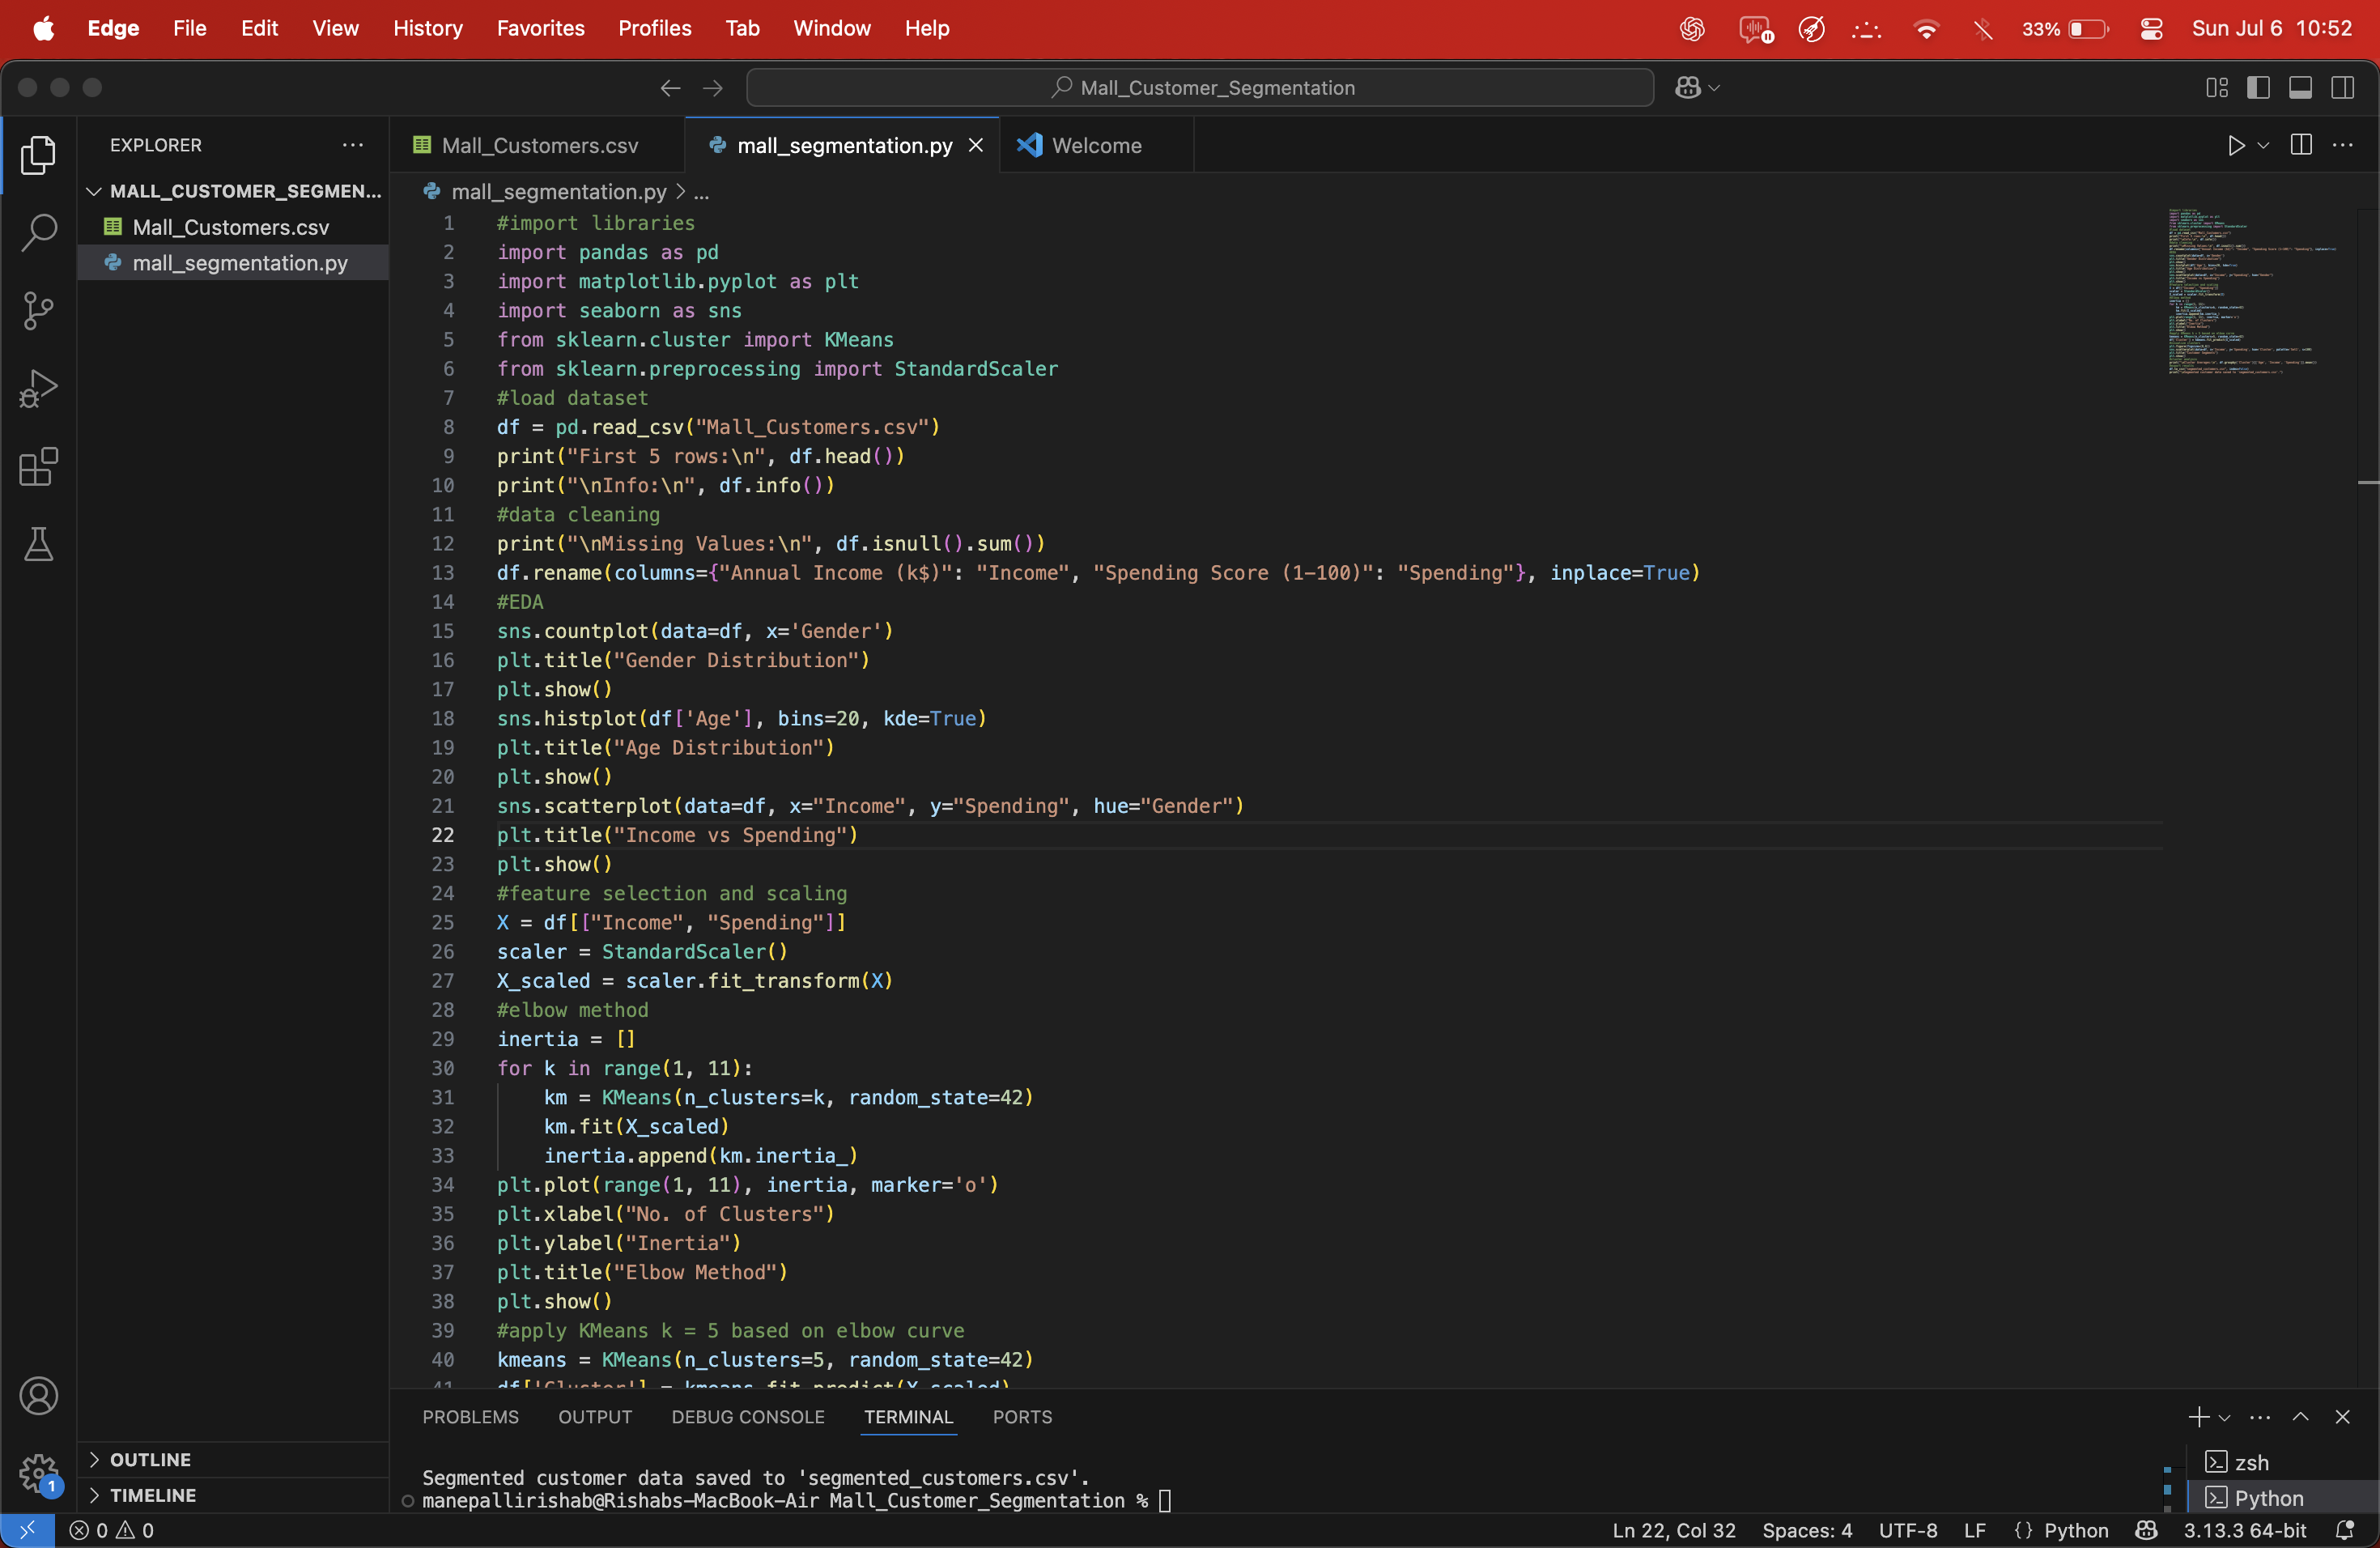 Edge File Edit View History Favorites Profiles Tab Window Help 33% Sun Jul 6 10:52
Mall_Customer_Segmentation
EXPLORER
MALL_CUSTOMER_SEGMEN...
Mall_Customers.csv
mall_segmentation.py
OUTLINE
TIMELINE
1
Mall_Customers.csv mall_segmentation.py Welcome
mall_segmentation.py > ...
1 #import libraries
2 import pandas as pd
3 import matplotlib.pyplot as plt
4 import seaborn as sns
5 from sklearn.cluster import KMeans
6 from sklearn.preprocessing import StandardScaler
7 #load dataset
8 df = pd.read_csv("Mall_Customers.csv")
9 print("First 5 rows:\n", df.head())
10 print("\nInfo:\n", df.info())
11 #data cleaning
12 print("\nMissing Values:\n", df.isnull().sum())
13 df.rename(columns={"Annual Income (k$)": "Income", "Spending Score (1-100)": "Spending"}, inplace=True)
14 #EDA
15 sns.countplot(data=df, x='Gender')
16 plt.title("Gender Distribution")
17 plt.show()
18 sns.histplot(df['Age'], bins=20, kde=True)
19 plt.title("Age Distribution")
20 plt.show()
21 sns.scatterplot(data=df, x="Income", y="Spending", hue="Gender")
22 plt.title("Income vs Spending")
23 plt.show()
24 #feature selection and scaling
25 X = df[["Income", "Spending"]]
26 scaler = StandardScaler()
27 X_scaled = scaler.fit_transform(X)
28 #elbow method
29 inertia = []
30 for k in range(1, 11):
31 km = KMeans(n_clusters=k, random_state=42)
32 km.fit(X_scaled)
33 inertia.append(km.inertia_)
34 plt.plot(range(1, 11), inertia, marker='o')
35 plt.xlabel("No. of Clusters")
36 plt.ylabel("Inertia")
37 plt.title("Elbow Method")
38 plt.show()
39 #apply KMeans k = 5 based on elbow curve
40 kmeans = KMeans(n_clusters=5, random_state=42)
41 df['Cluster'] = kmeans.fit_predict(X_scaled)
PROBLEMS OUTPUT DEBUG CONSOLE TERMINAL PORTS
Segmented customer data saved to 'segmented_customers.csv'.
manepallirishab@Rishabs-MacBook-Air Mall_Customer_Segmentation %
zsh
Python
0 0 Ln 22, Col 32 Spaces: 4 UTF-8 LF {} Python 3.13.3 64-bit